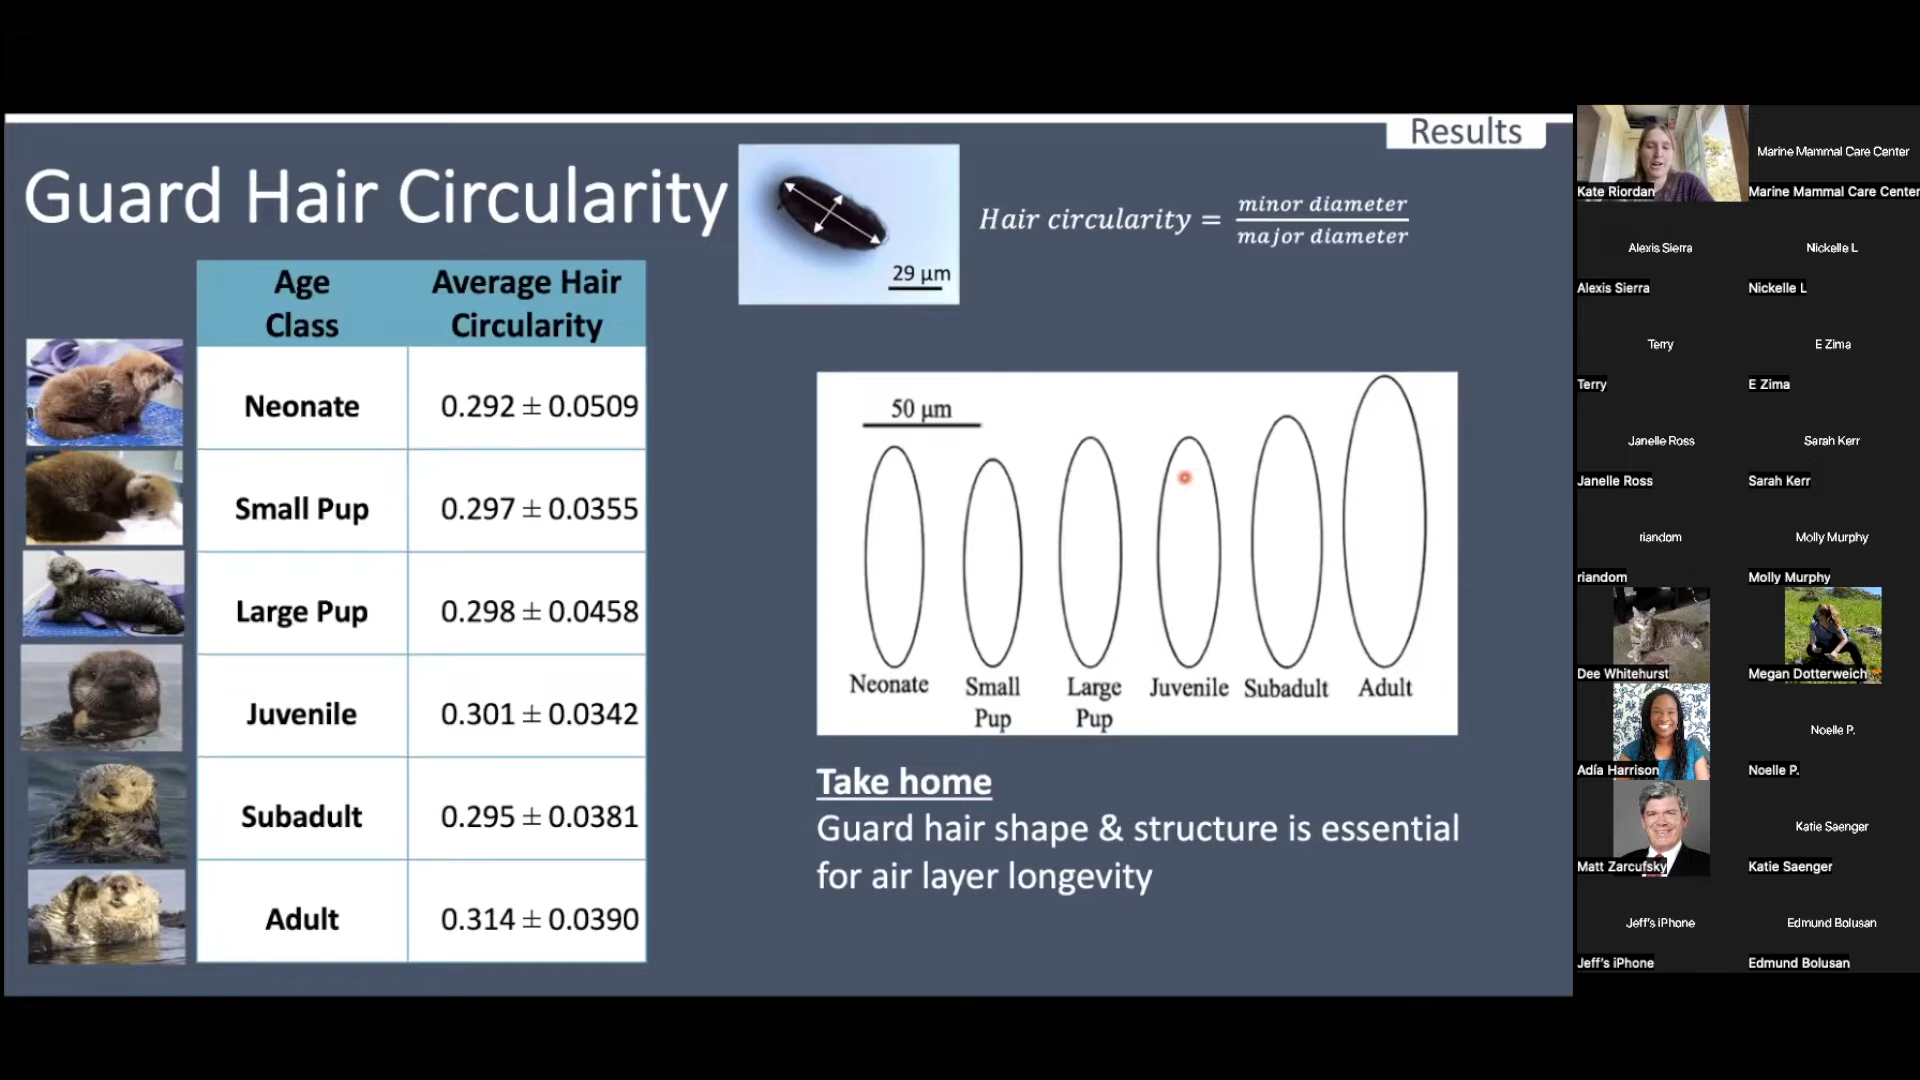 Results
Guard Hair Circularity
29 µm
Hair circularity = minor diameter / major diameter
Age Class
Average Hair Circularity
Neonate 0.292 ± 0.0509
Small Pup 0.297 ± 0.0355
Large Pup 0.298 ± 0.0458
Juvenile 0.301 ± 0.0342
Subadult 0.295 ± 0.0381
Adult 0.314 ± 0.0390
50 µm
Neonate
Small
Pup
Large
Pup
Juvenile
Subadult
Adult
Take home
Guard hair shape & structure is essential
for air layer longevity
Kate Riordan
Marine Mammal Care Center
Marine Mammal Care Center
Alexis Sierra
Nickelle L
Alexis Sierra
Nickelle L
Terry
E Zima
Terry
E Zima
Janelle Ross
Sarah Kerr
Janelle Ross
Sarah Kerr
riandom
Molly Murphy
riandom
Molly Murphy
Dee Whitehurst
Megan Dotterweich
Adía Harrison
Noelle P.
Noelle P.
Matt Zarcufsky
Katie Saenger
Katie Saenger
Jeff's iPhone
Edmund Bolusan
Jeff's iPhone
Edmund Bolusan